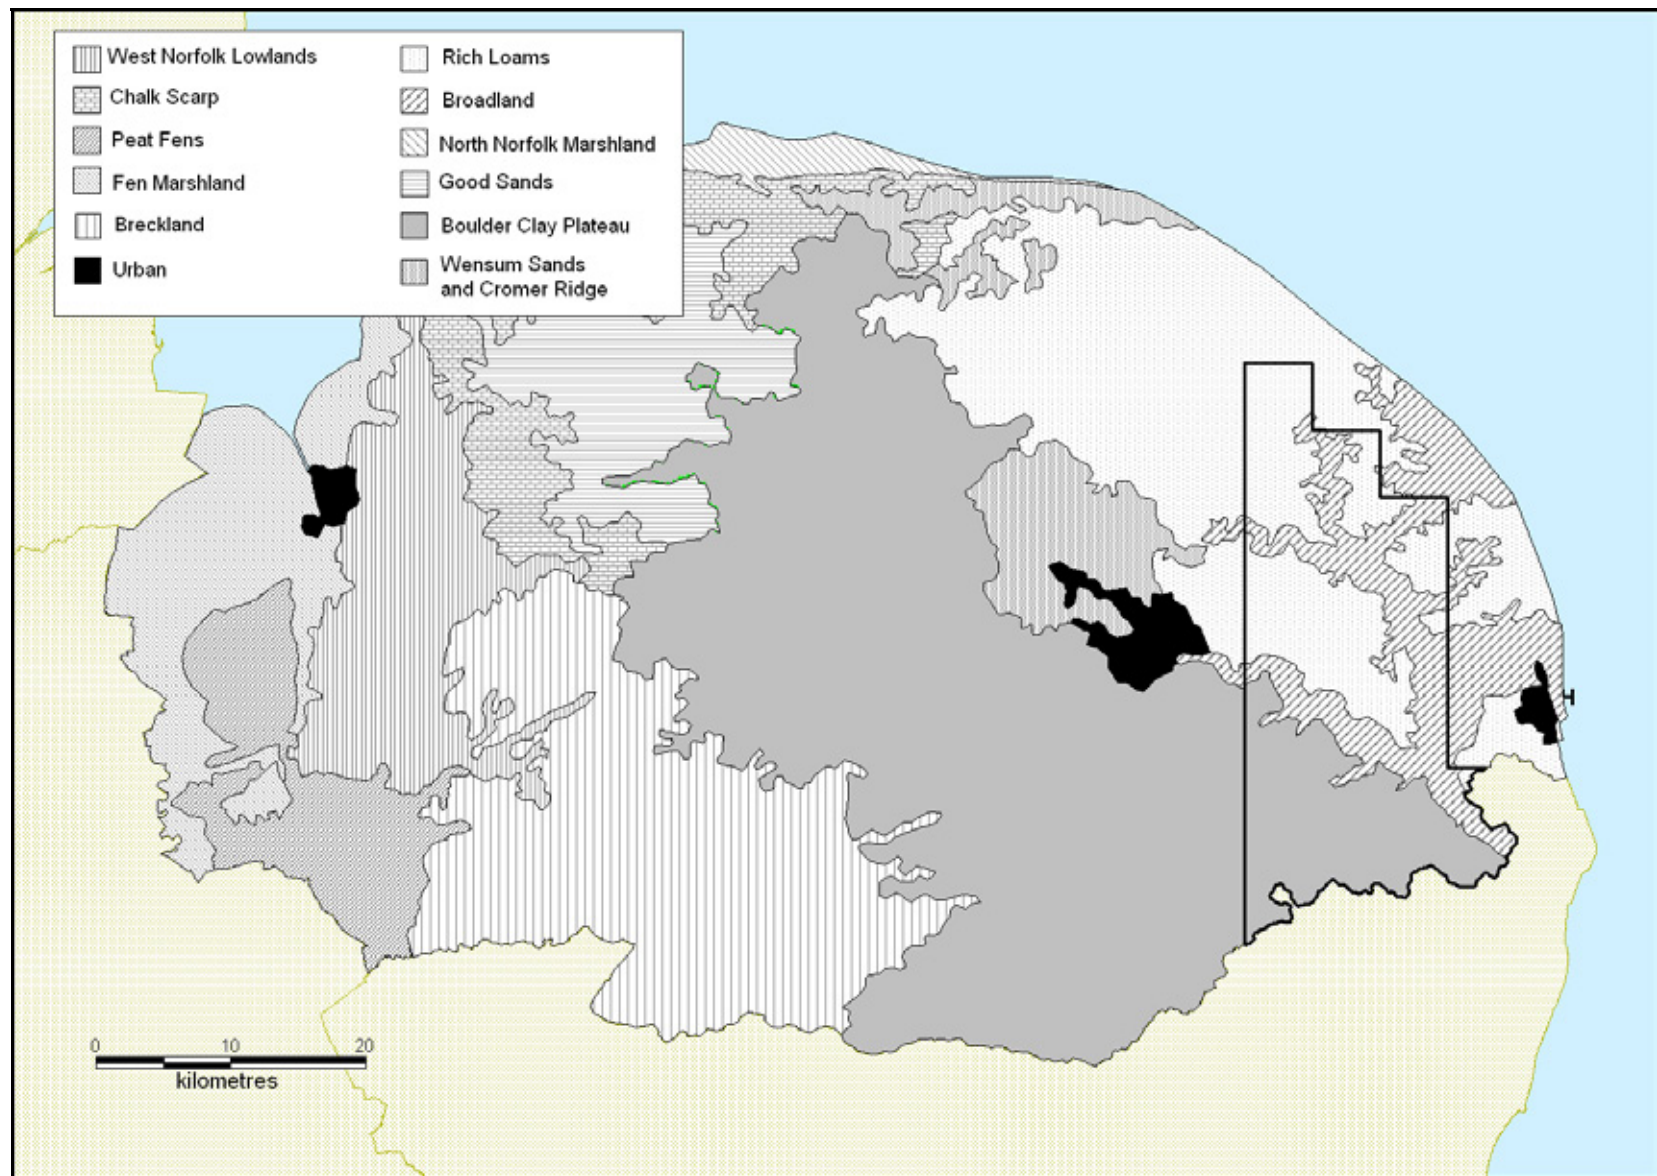 West Norfolk Lowlands
Chalk Scarp
Peat Fens
Fen Marshland
Breckland
Urban
Rich Loams
Broadland
North Norfolk Marshland
Good Sands
Boulder Clay Plateau
Wensum Sands
and Cromer Ridge
0 10 20
kilometres